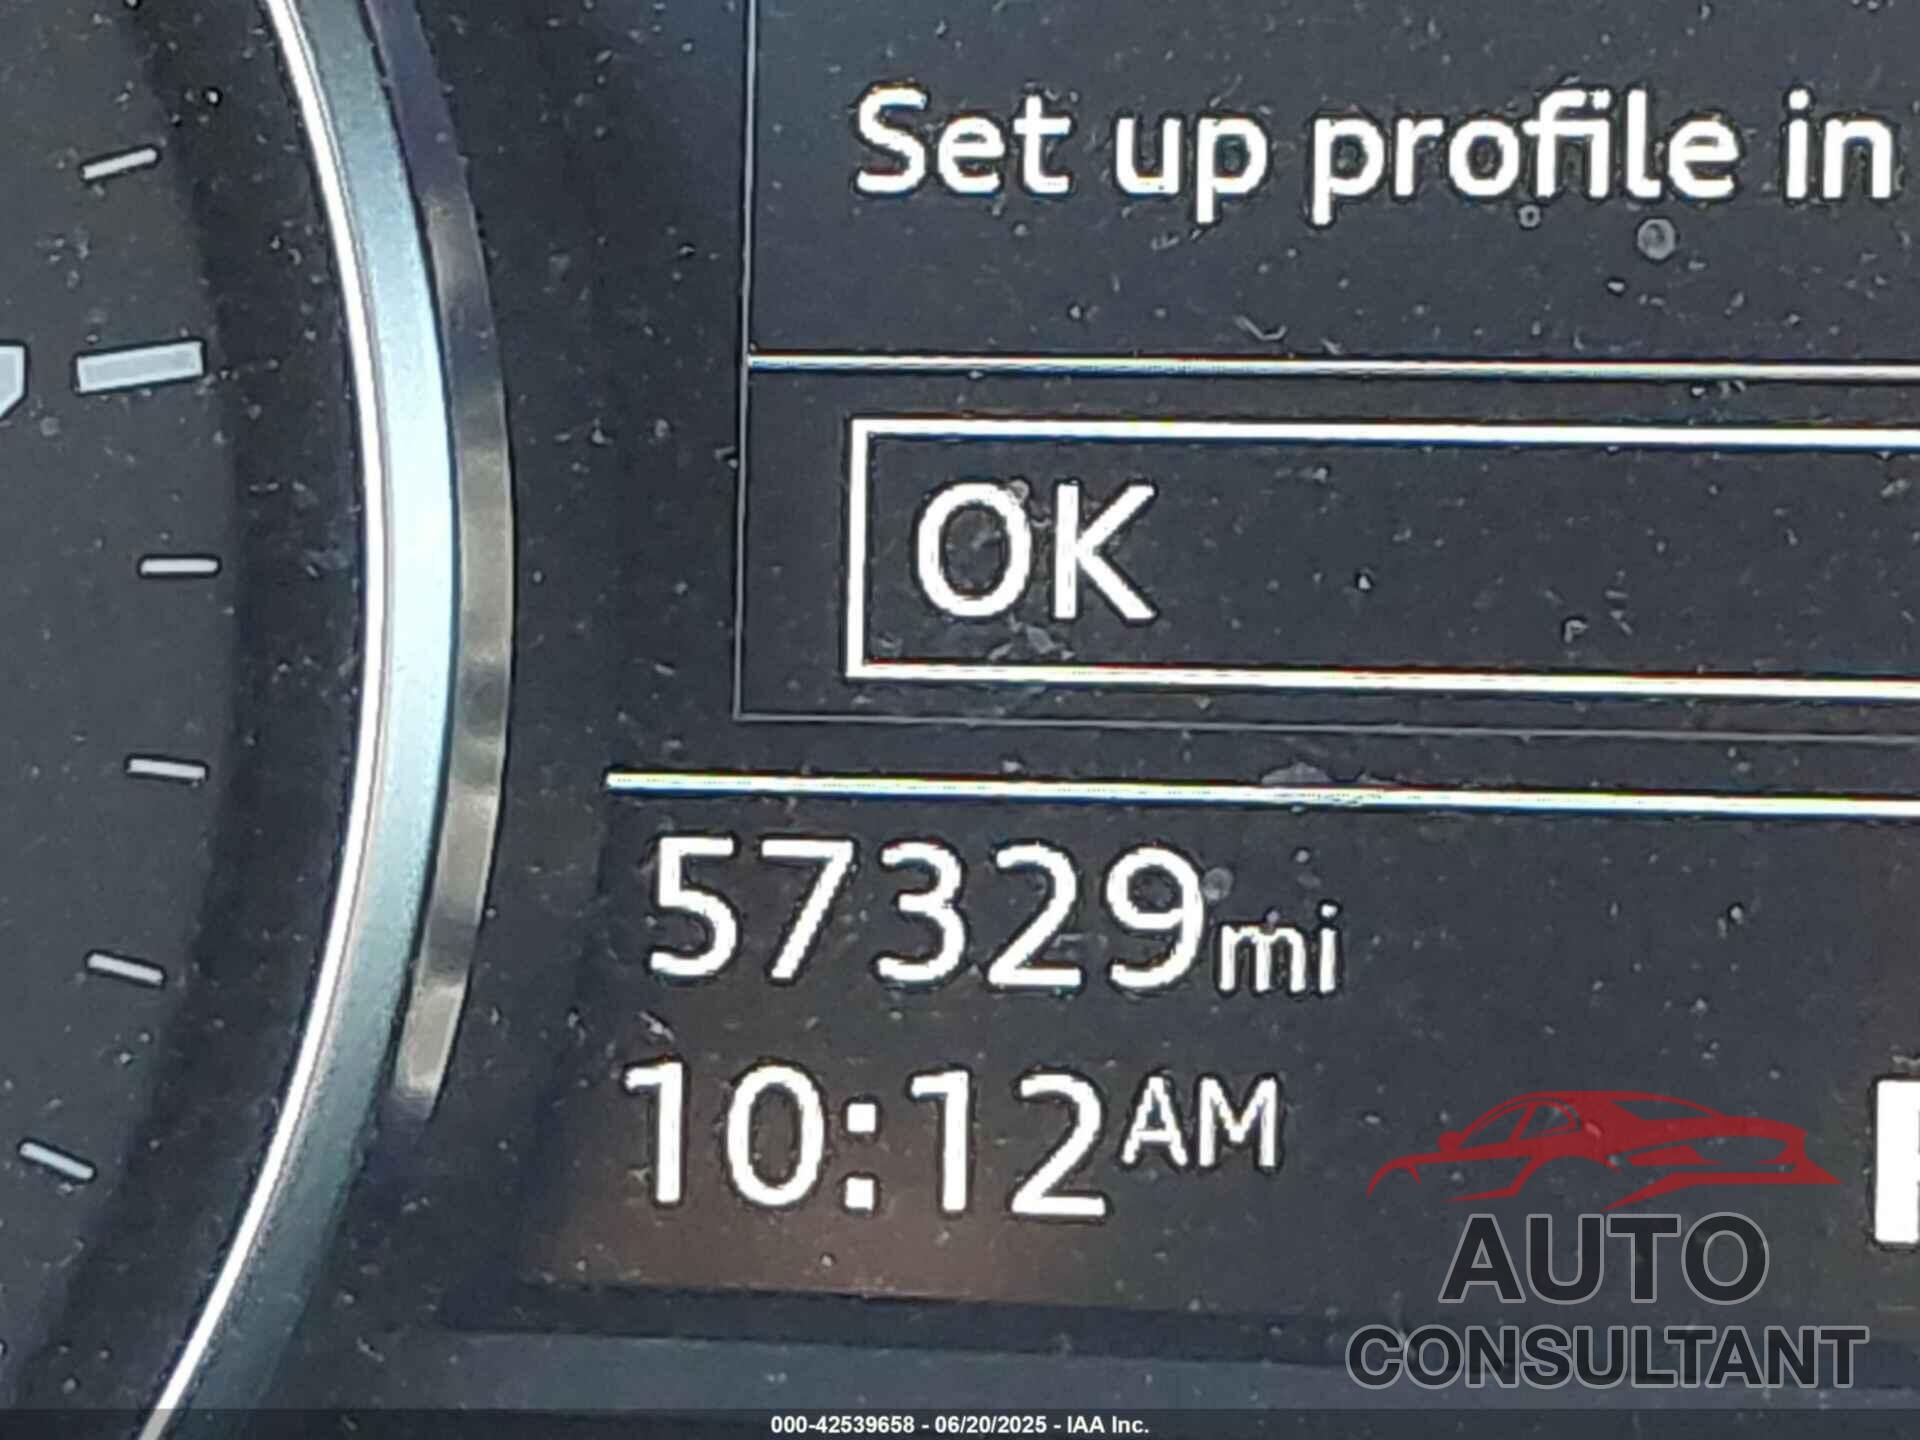 Set up profile in
OK
57329mi
10:12AM
AUTO
CONSULTANT
000-42539658 - 06/20/2025 - IAA Inc.